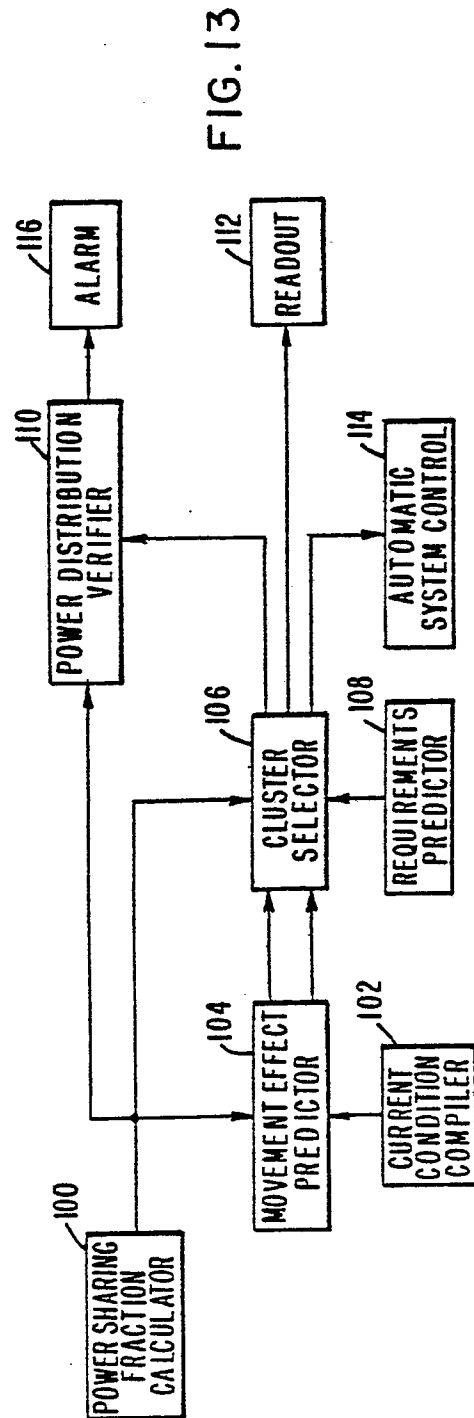 FIG. 13
100
POWER SHARING
FRACTION
CALCULATOR
110
POWER DISTRIBUTION
VERIFIER
116
ALARM
104
MOVEMENT EFFECT
PREDICTOR
106
CLUSTER
SELECTOR
112
READOUT
102
CURRENT
CONDITION
COMPILER
108
REQUIREMENTS
PREDICTOR
114
AUTOMATIC
SYSTEM CONTROL